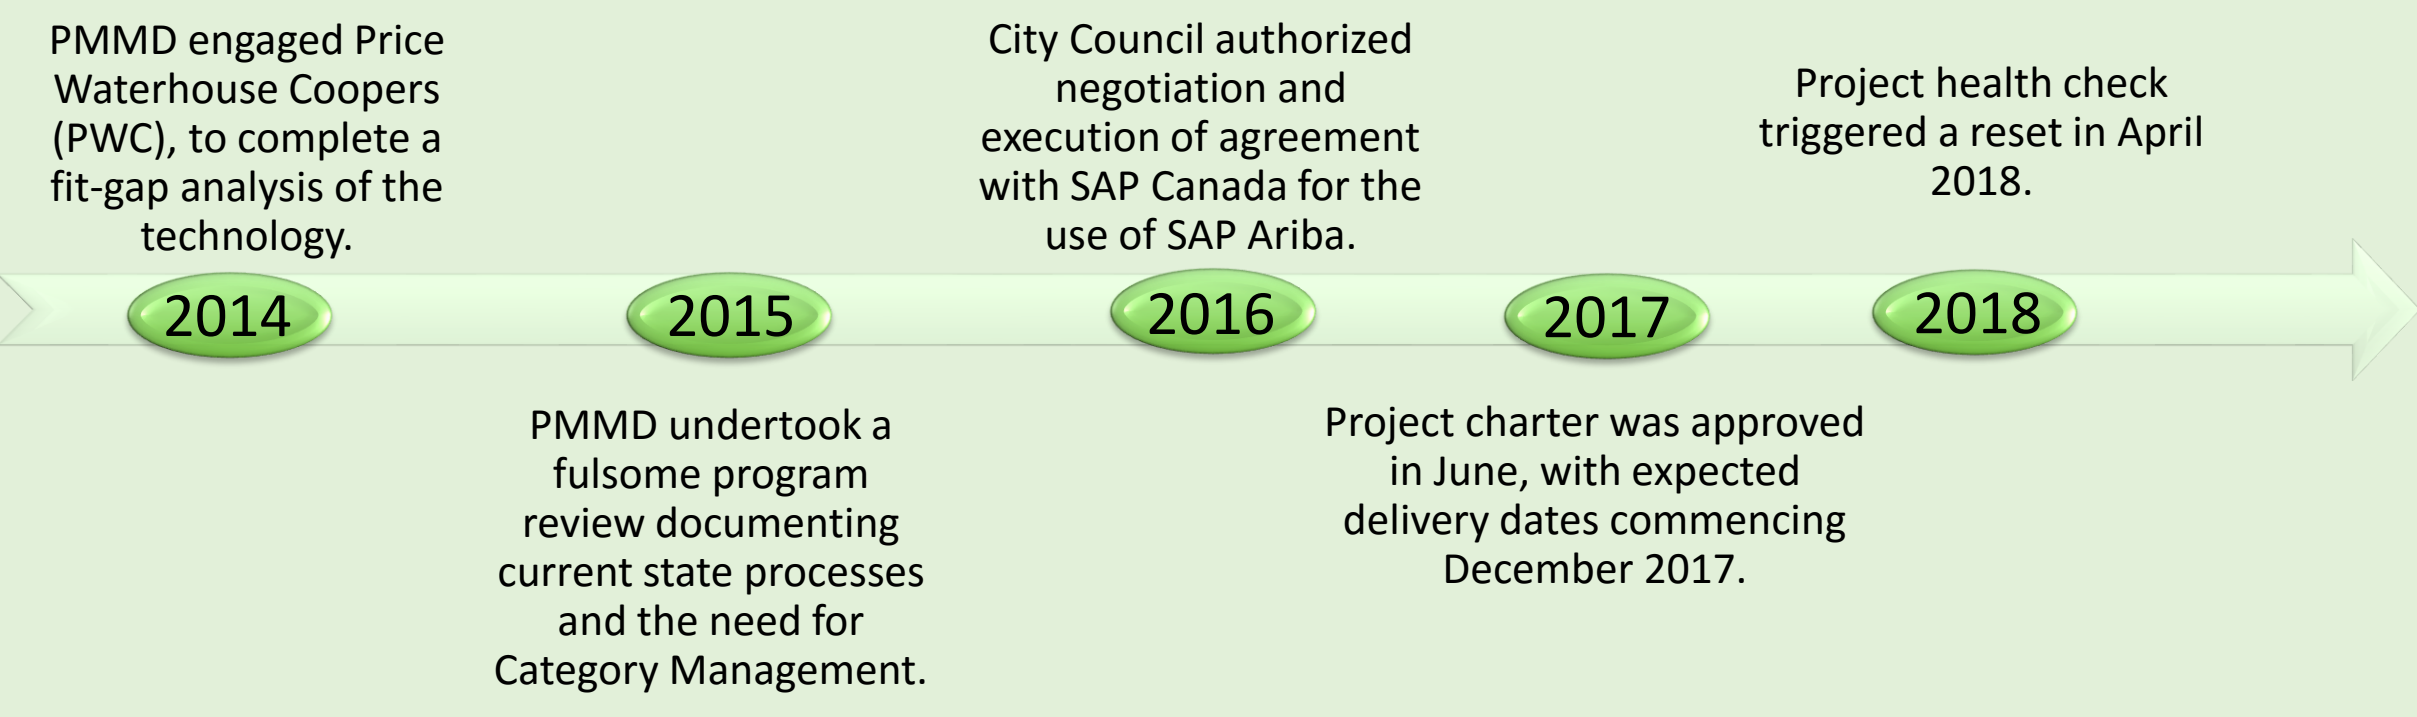 PMMD engaged Price
Waterhouse Coopers
(PWC), to complete a
fit-gap analysis of the
technology.
2014
PMMD undertook a
fulsome program
review documenting
current state processes
and the need for
Category Management.
2015
City Council authorized
negotiation and
execution of agreement
with SAP Canada for the
use of SAP Ariba.
2016
Project charter was approved
in June, with expected
delivery dates commencing
December 2017.
2017
Project health check
triggered a reset in April
2018.
2018